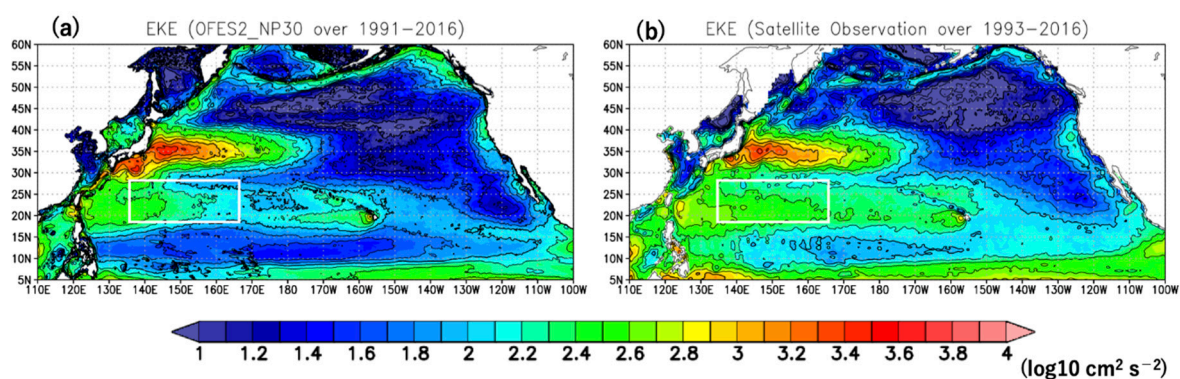 (a) EKE (OFES2_NP30 over 1991-2016)
60N
55N
50N
45N
40N
35N
30N
25N
20N
15N
10N
5N
110E 120E 130E 140E 150E 160E 170E 180 170W 160W 150W 140W 130W 120W 110W 100W
(b) EKE (Satellite Observation over 1993-2016)
60N
55N
50N
45N
40N
35N
30N
25N
20N
15N
10N
5N
110E 120E 130E 140E 150E 160E 170E 180 170W 160W 150W 140W 130W 120W 110W 100W
1 1.2 1.4 1.6 1.8 2 2.2 2.4 2.6 2.8 3 3.2 3.4 3.6 3.8 4
(log10 cm² s⁻²)